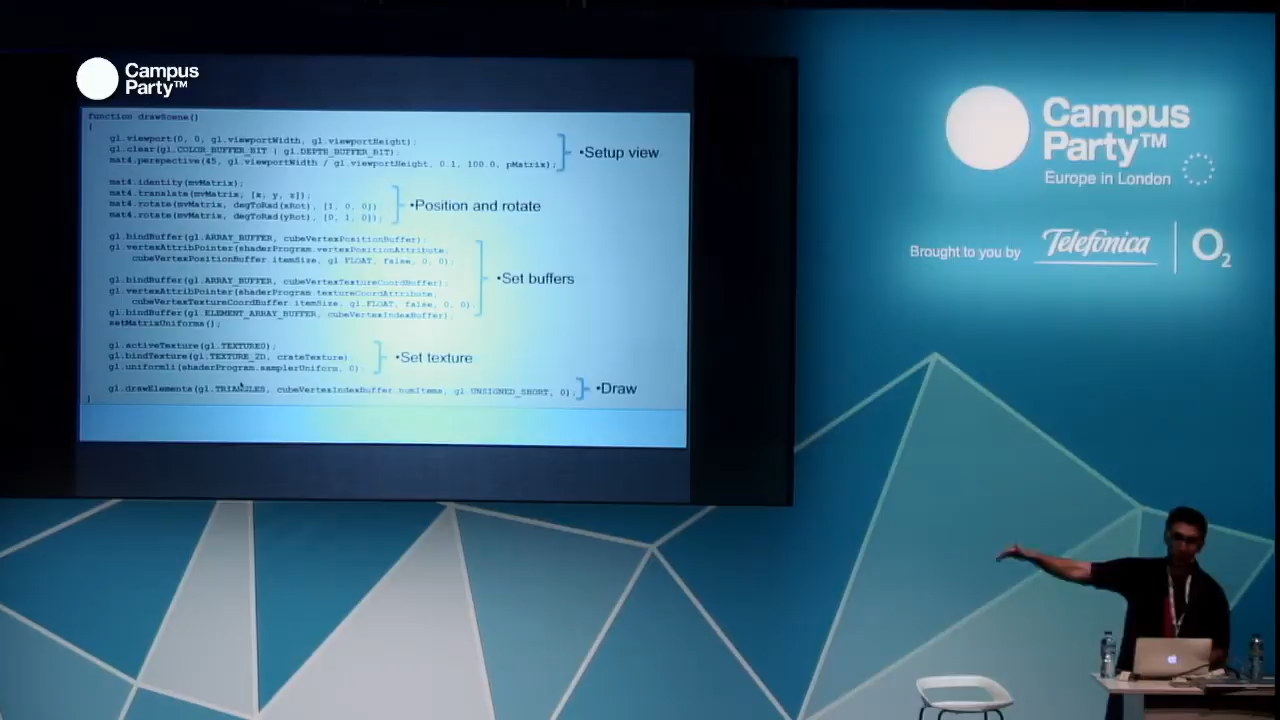 Campus
Party™
function drawScene()
{
gl.viewport(0, 0, gl.viewportWidth, gl.viewportHeight);
gl.clear(gl.COLOR_BUFFER_BIT | gl.DEPTH_BUFFER_BIT);
mat4.perspective(45, gl.viewportWidth / gl.viewportHeight, 0.1, 100.0, pMatrix);
•Setup view
mat4.identity(mvMatrix);
mat4.translate(mvMatrix, [x, y, z]);
mat4.rotate(mvMatrix, degToRad(xRot), [1, 0, 0]);
mat4.rotate(mvMatrix, degToRad(yRot), [0, 1, 0]);
•Position and rotate
gl.bindBuffer(gl.ARRAY_BUFFER, cubeVertexPositionBuffer);
gl.vertexAttribPointer(shaderProgram.vertexPositionAttribute,
cubeVertexPositionBuffer.itemSize, gl.FLOAT, false, 0, 0);
gl.bindBuffer(gl.ARRAY_BUFFER, cubeVertexTextureCoordBuffer);
gl.vertexAttribPointer(shaderProgram.textureCoordAttribute,
cubeVertexTextureCoordBuffer.itemSize, gl.FLOAT, false, 0, 0);
gl.bindBuffer(gl.ELEMENT_ARRAY_BUFFER, cubeVertexIndexBuffer);
setMatrixUniforms();
•Set buffers
gl.activeTexture(gl.TEXTURE0);
gl.bindTexture(gl.TEXTURE_2D, crateTexture);
gl.uniform1i(shaderProgram.samplerUniform, 0);
•Set texture
gl.drawElements(gl.TRIANGLES, cubeVertexIndexBuffer.numItems, gl.UNSIGNED_SHORT, 0);
•Draw
}
Campus
Party™
Europe in London
Brought to you by
Telefónica
O2